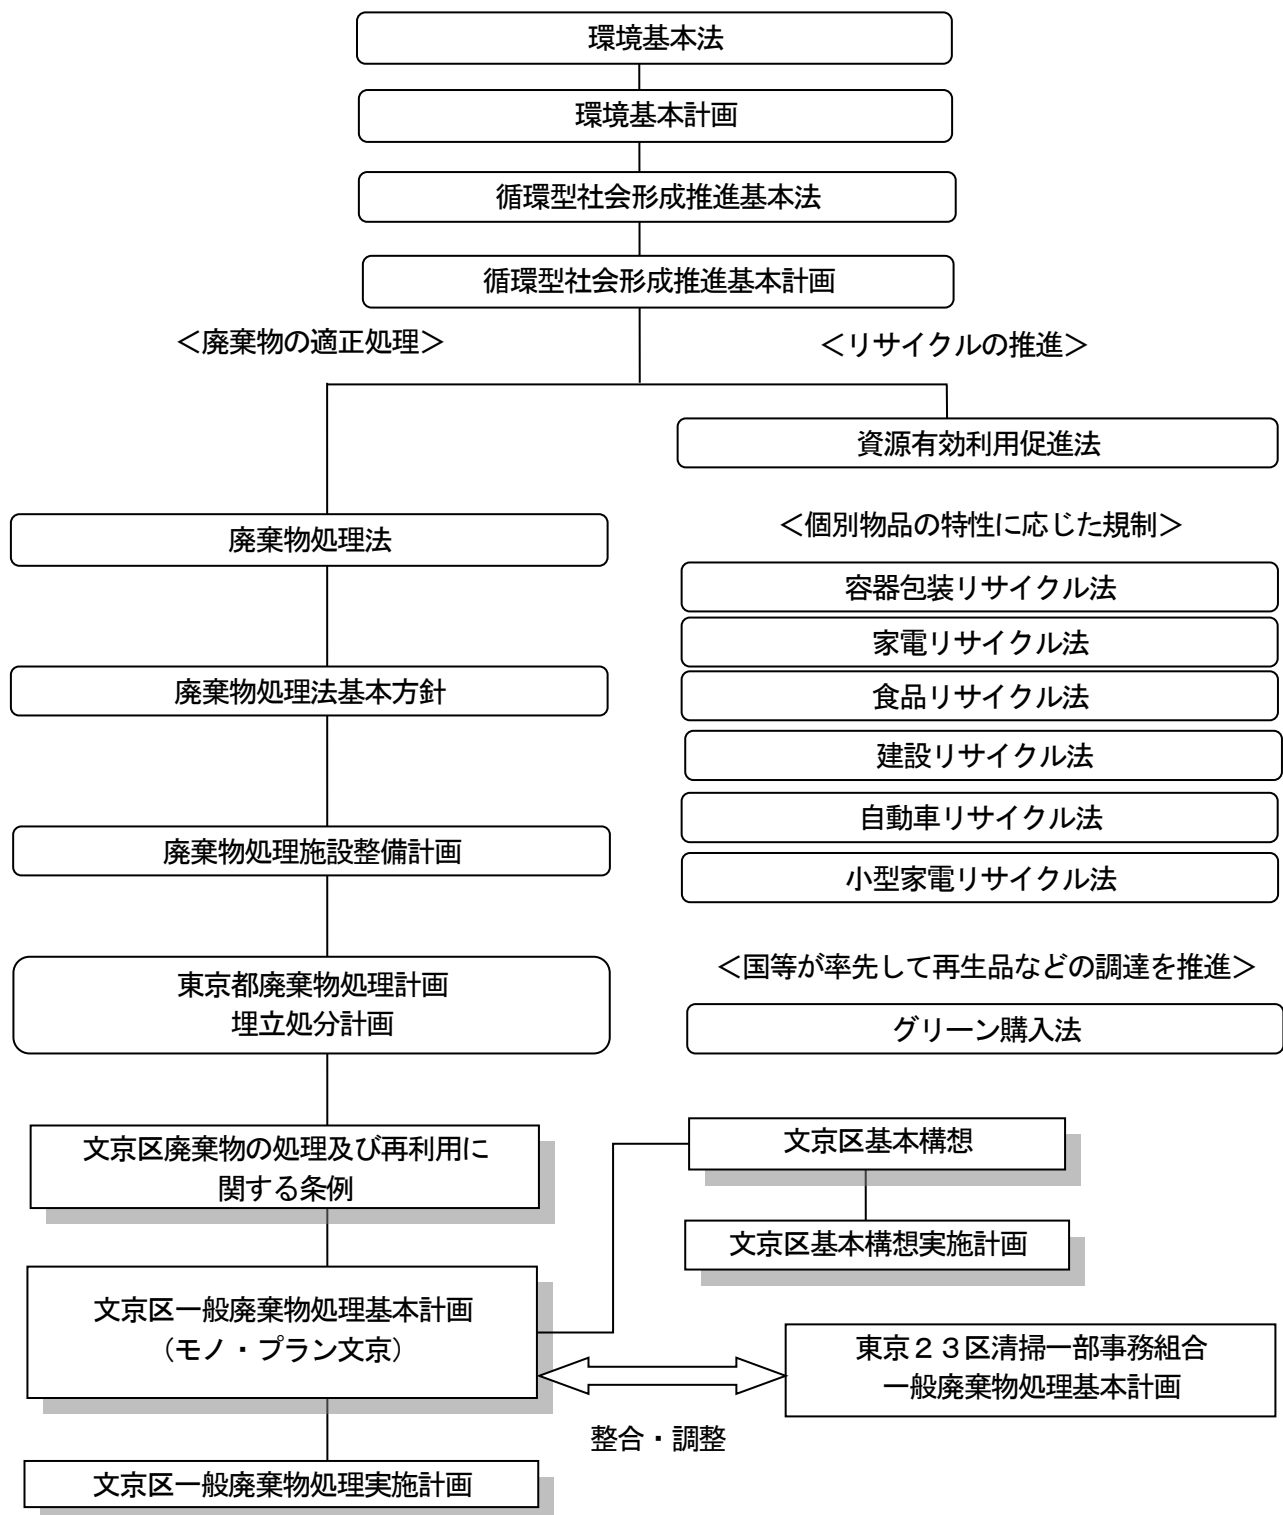 環境基本法
環境基本計画
循環型社会形成推進基本法
循環型社会形成推進基本計画
＜廃棄物の適正処理＞
＜リサイクルの推進＞
資源有効利用促進法
廃棄物処理法
＜個別物品の特性に応じた規制＞
容器包装リサイクル法
家電リサイクル法
食品リサイクル法
建設リサイクル法
自動車リサイクル法
小型家電リサイクル法
廃棄物処理法基本方針
廃棄物処理施設整備計画
東京都廃棄物処理計画
埋立処分計画
＜国等が率先して再生品などの調達を推進＞
グリーン購入法
文京区廃棄物の処理及び再利用に
関する条例
文京区基本構想
文京区基本構想実施計画
文京区一般廃棄物処理基本計画
（モノ・プラン文京）
東京２３区清掃一部事務組合
一般廃棄物処理基本計画
整合・調整
文京区一般廃棄物処理実施計画